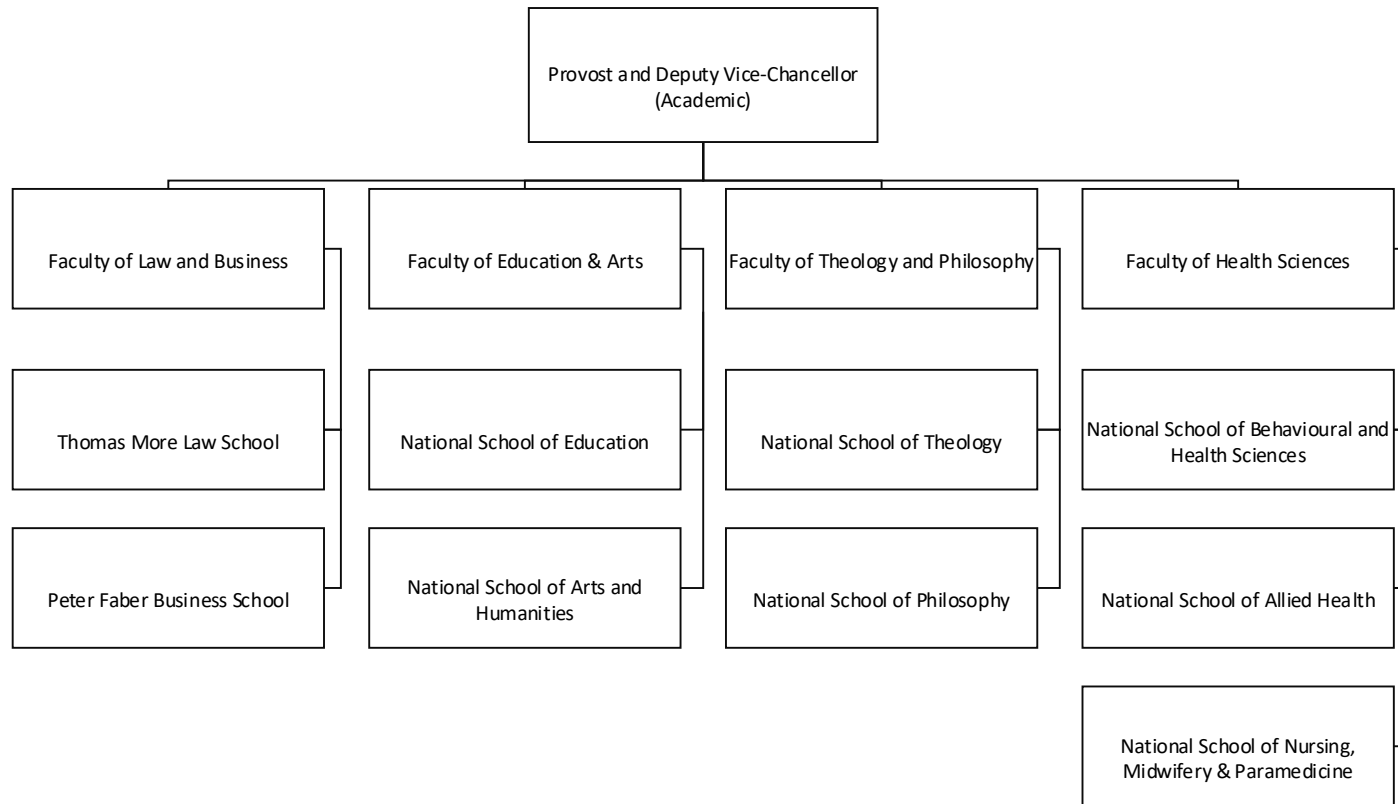 Provost and Deputy Vice-Chancellor
(Academic)
Faculty of Law and Business
Faculty of Education & Arts
Faculty of Theology and Philosophy
Faculty of Health Sciences
Thomas More Law School
National School of Education
National School of Theology
National School of Behavioural and
Health Sciences
Peter Faber Business School
National School of Arts and
Humanities
National School of Philosophy
National School of Allied Health
National School of Nursing,
Midwifery & Paramedicine